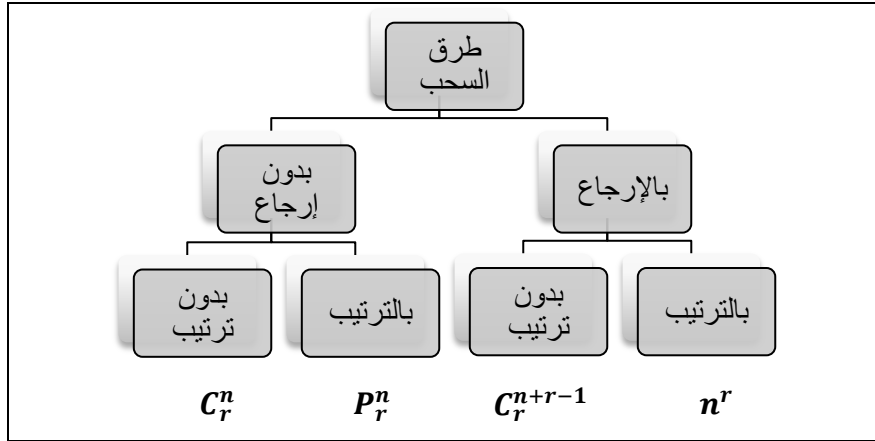 طرق
السحب
بالإرجاع
بدون
إرجاع
بالترتيب
بدون
ترتيب
بالترتيب
بدون
ترتيب
n^r
C_r^{n+r-1}
P_r^n
C_r^n